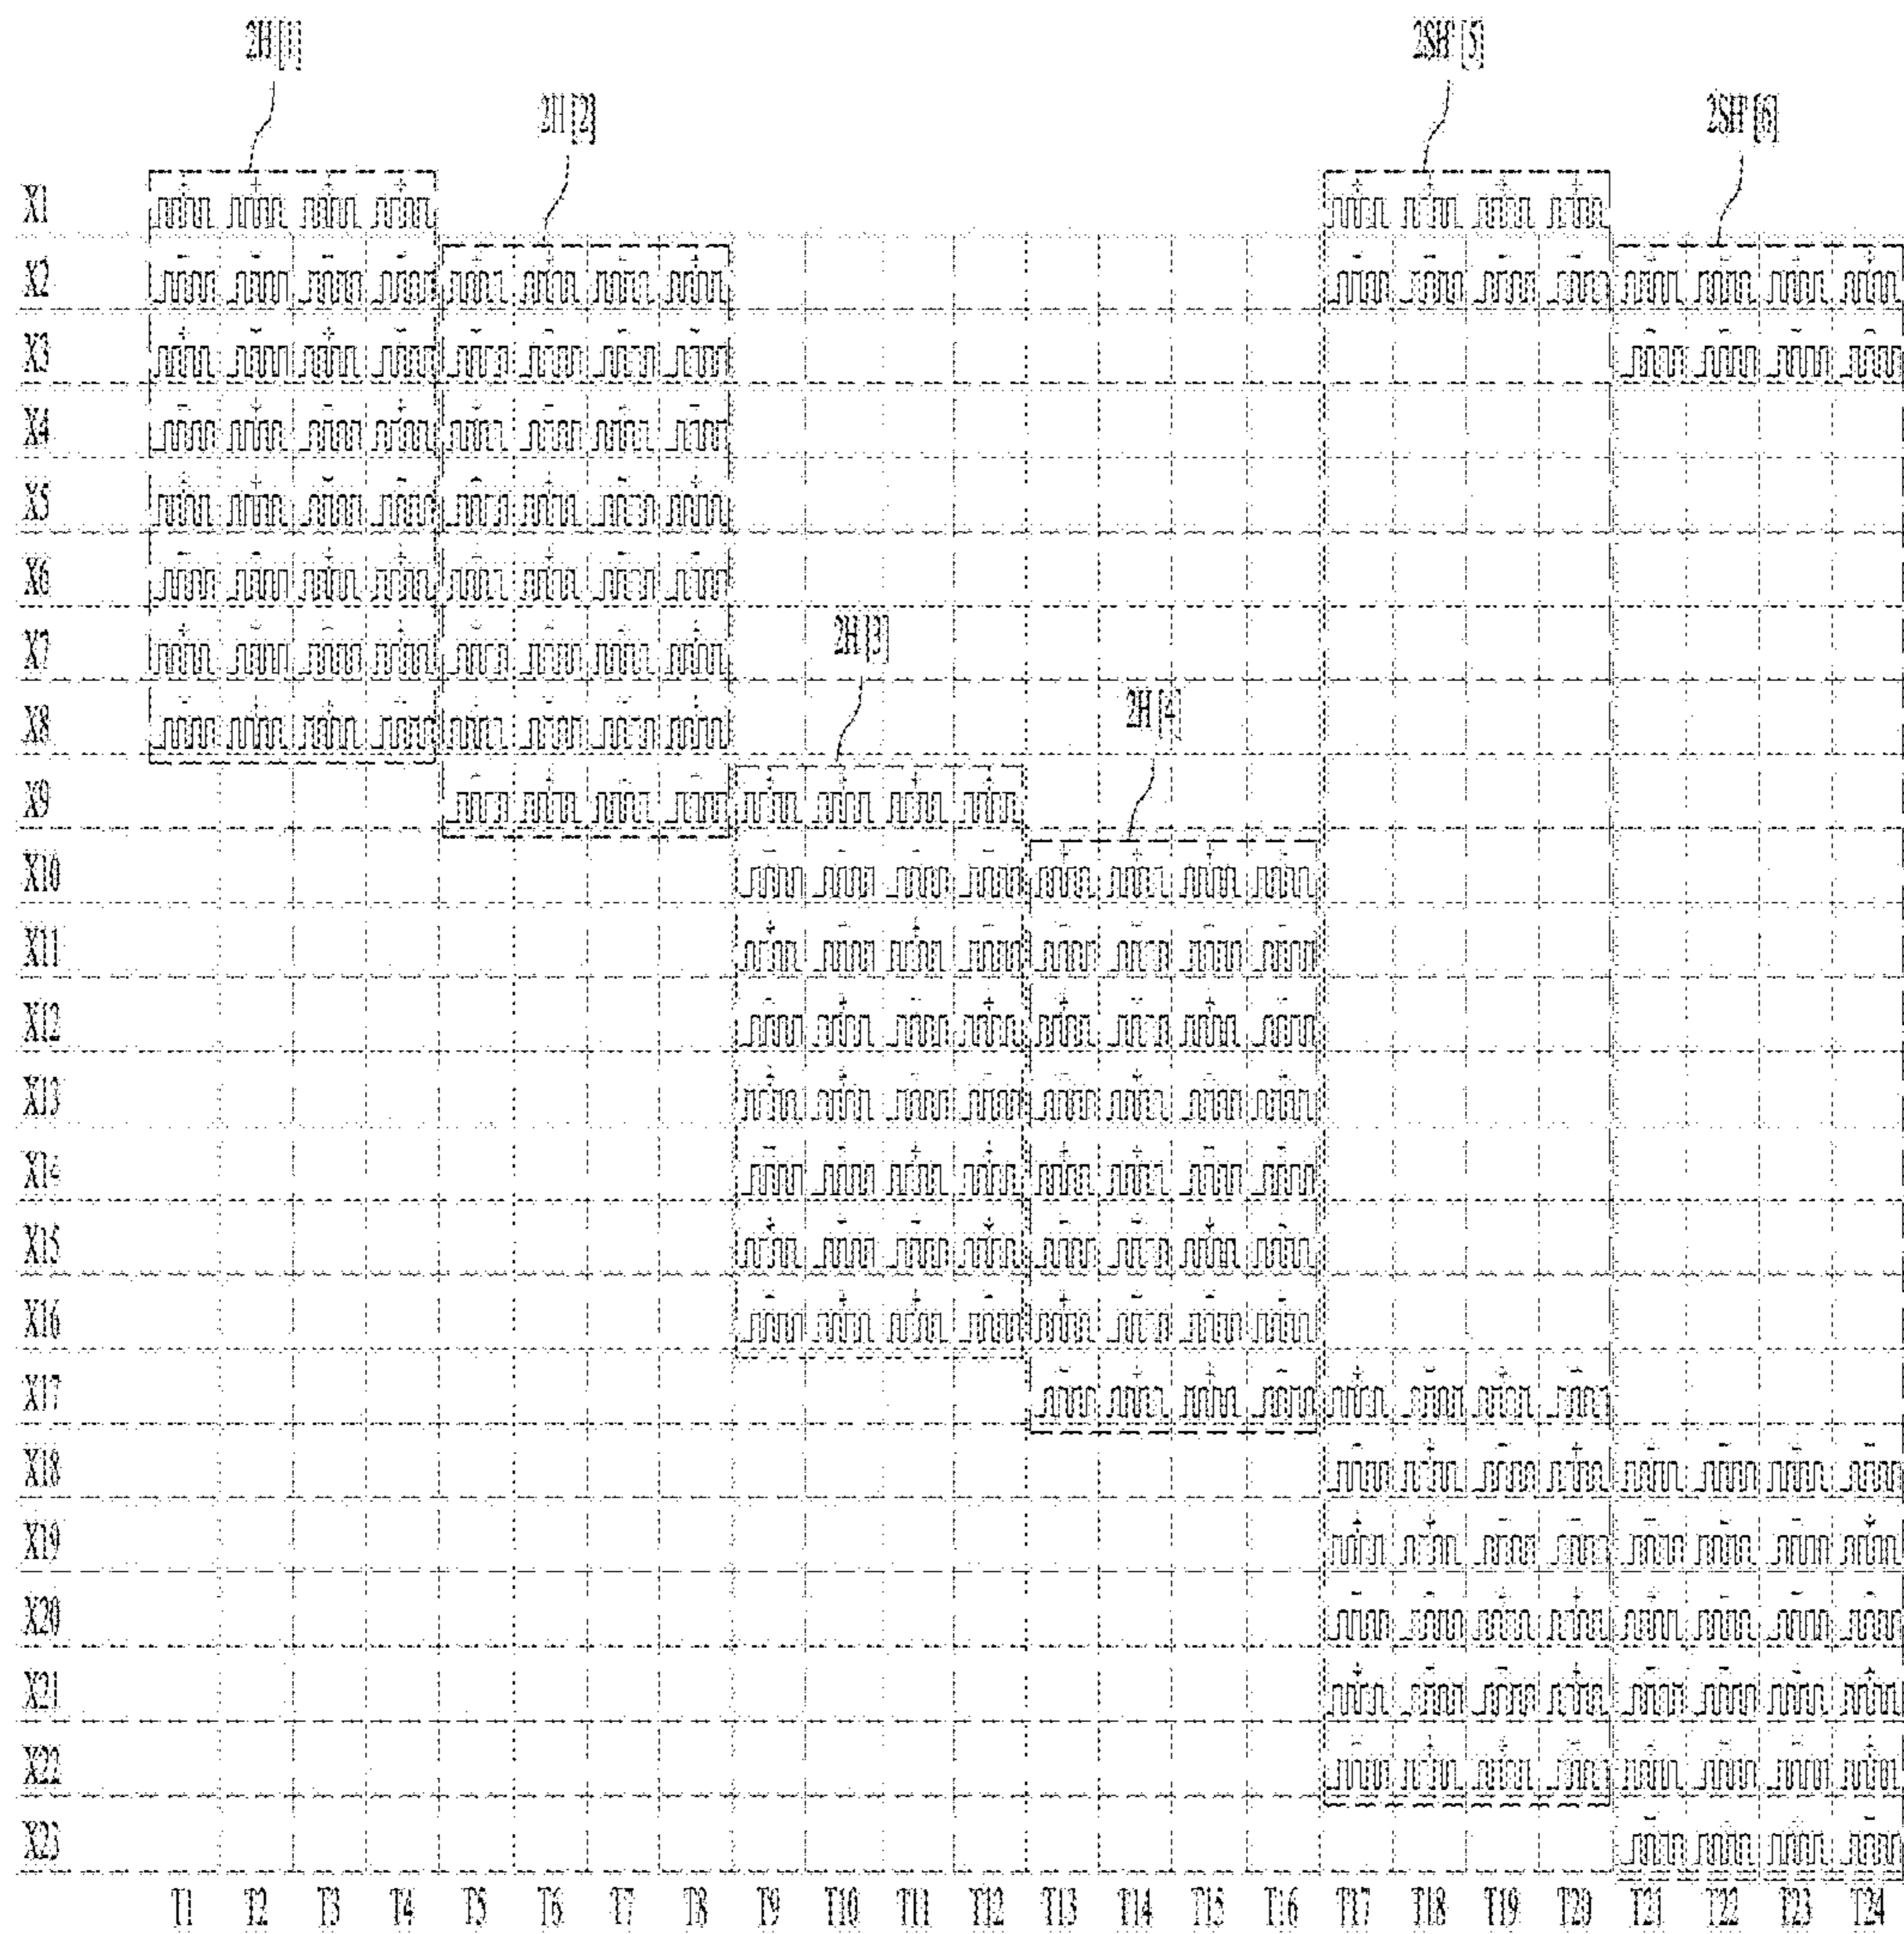 2H [1]
2SH' [5]
2H [2]
2SH' [6]
X1
X2
X3
X4
X5
X6
X7
2H [3]
X8
2H [4]
X9
X10
X11
X12
X13
X14
X15
X16
X17
X18
X19
X20
X21
X22
X23
T1 T2 T3 T4 T5 T6 T7 T8 T9 T10 T11 T12 T13 T14 T15 T16 T17 T18 T19 T20 T21 T22 T23 T24